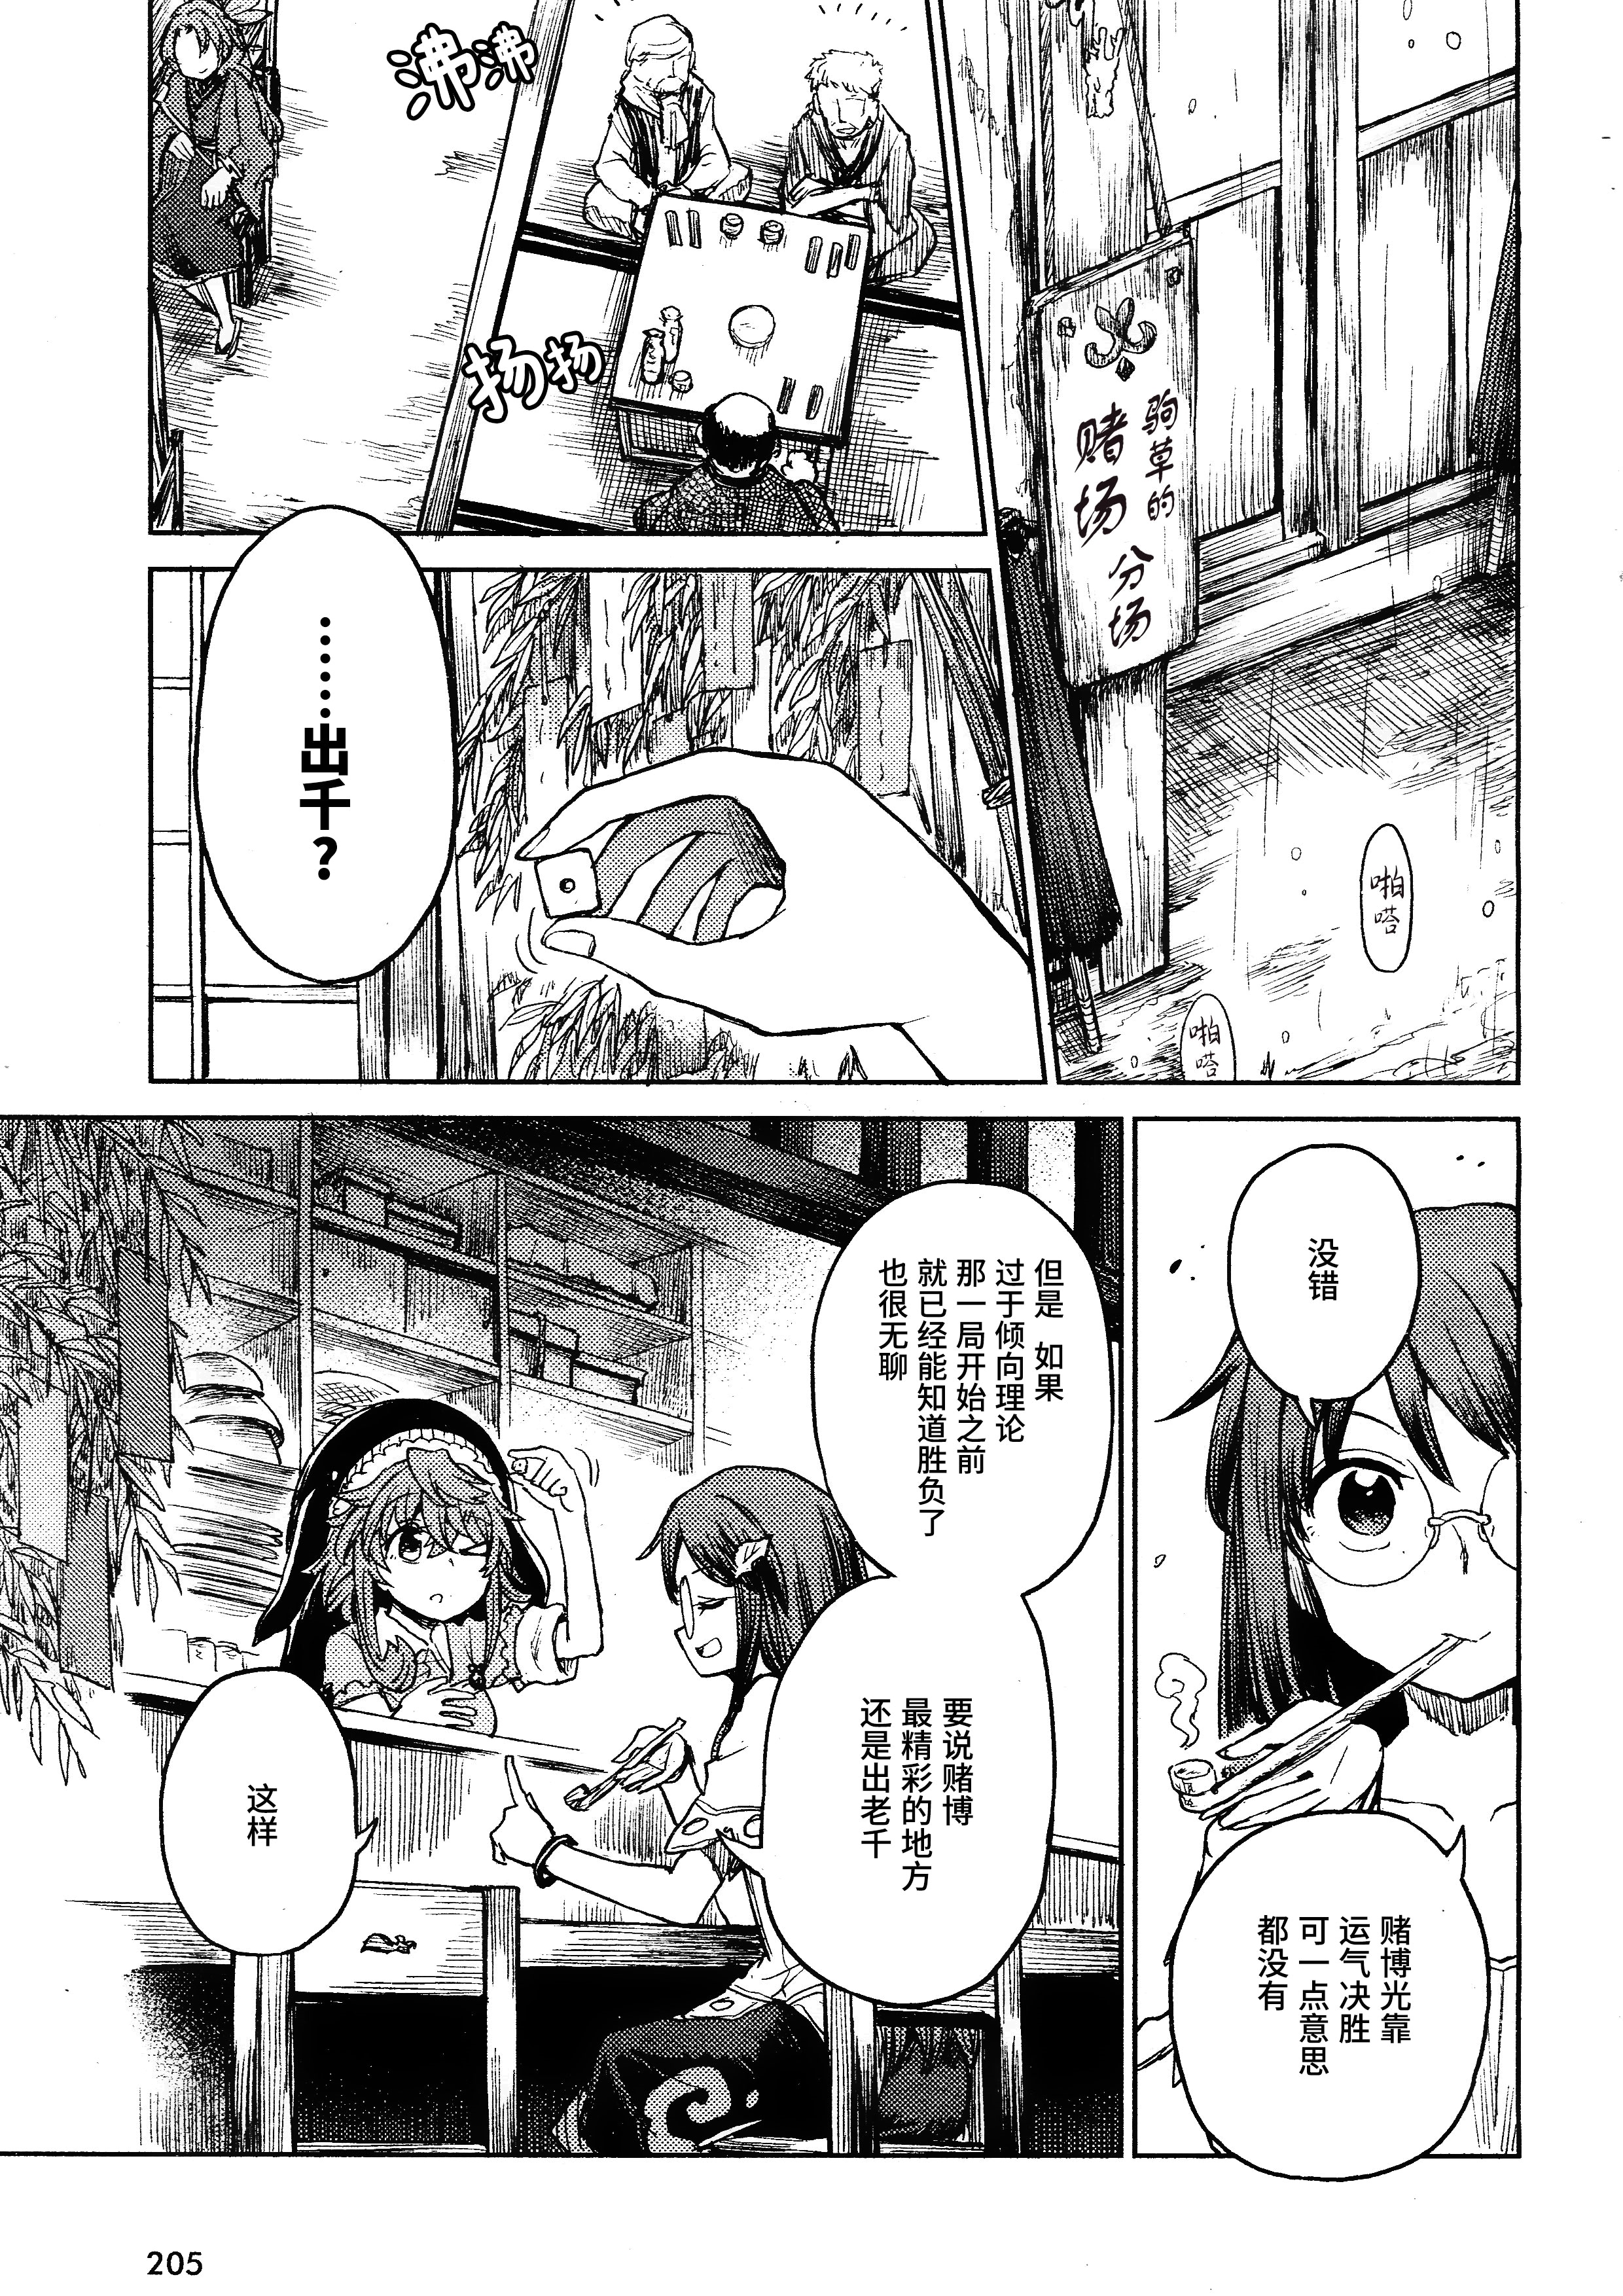 驹草的
赌场
分场
啪嗒
啪嗒
沸沸
扬扬
……出千？
没错
赌博光靠
运气决胜
可一点意思
都没有
但是 如果
过于倾向理论
那一局开始之前
就已经能知道胜负了
也很无聊
要说赌博
最精彩的地方
还是出老千
这样
205